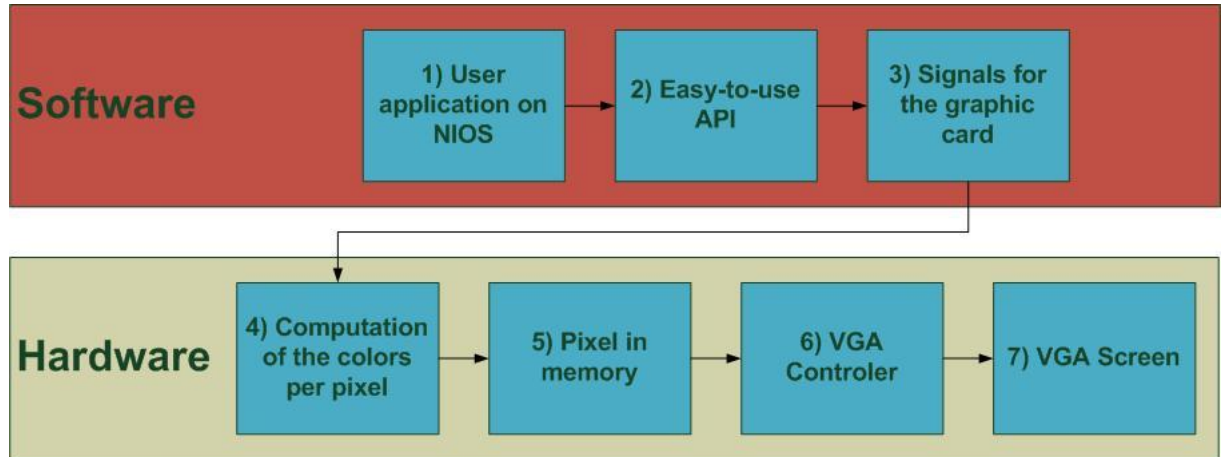 Software
1) User
application on
NIOS
2) Easy-to-use
API
3) Signals for
the graphic
card
Hardware
4) Computation
of the colors
per pixel
5) Pixel in
memory
6) VGA
Controler
7) VGA Screen